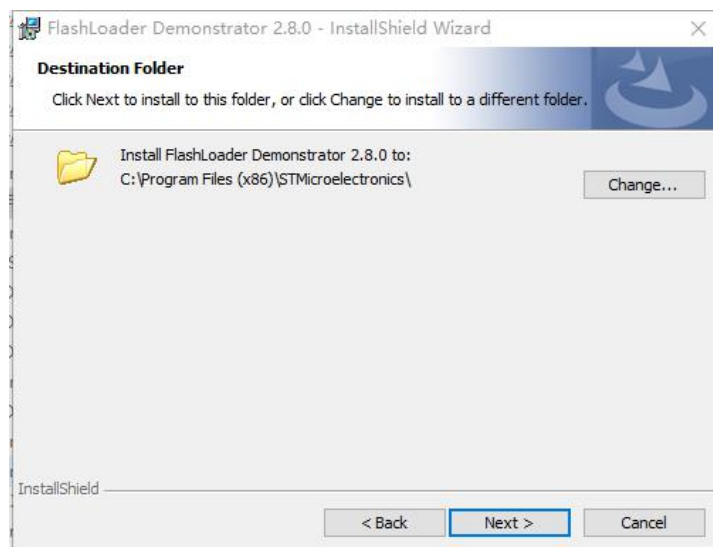 FlashLoader Demonstrator 2.8.0 - InstallShield Wizard
Destination Folder
Click Next to install to this folder, or click Change to install to a different folder.
Install FlashLoader Demonstrator 2.8.0 to:
C:\Program Files (x86)\STMicroelectronics\
Change...
InstallShield
< Back
Next >
Cancel